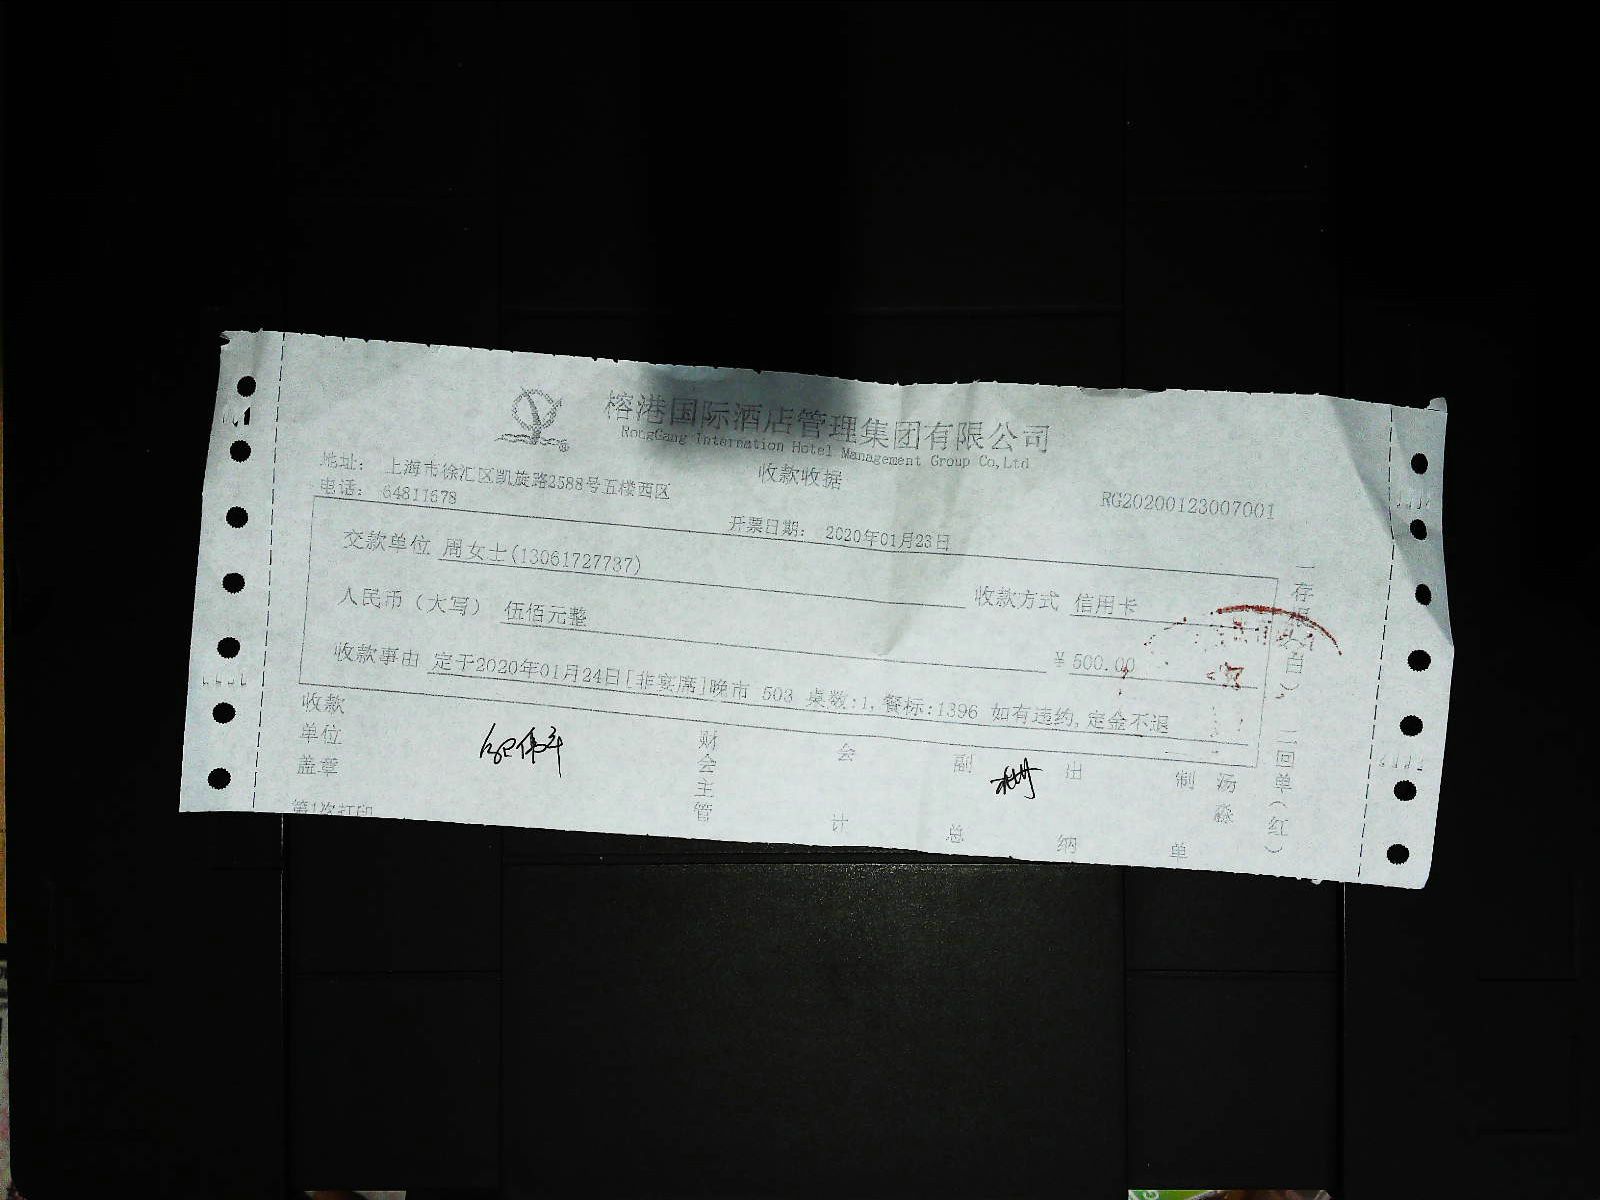 榕港国际酒店管理集团有限公司
RongGang Internation Hotel Management Group Co,Ltd
收款收据
地址： 上海市徐汇区凯旋路2588号五楼西区
电话： 64811678
RG20200123007001
开票日期： 2020年01月23日
交款单位 周女士(13061727737)
收款方式 信用卡
人民币（大写） 伍佰元整
¥ 500.00
收款事由 定于2020年01月24日[非宴席]晚市 503 桌数:1,餐标:1396 如有违约,定金不退
收款单位盖章
财会主管
会计
副总
出纳
制单
汤淼
第1次打印
一存根（白）， 二回单（红）